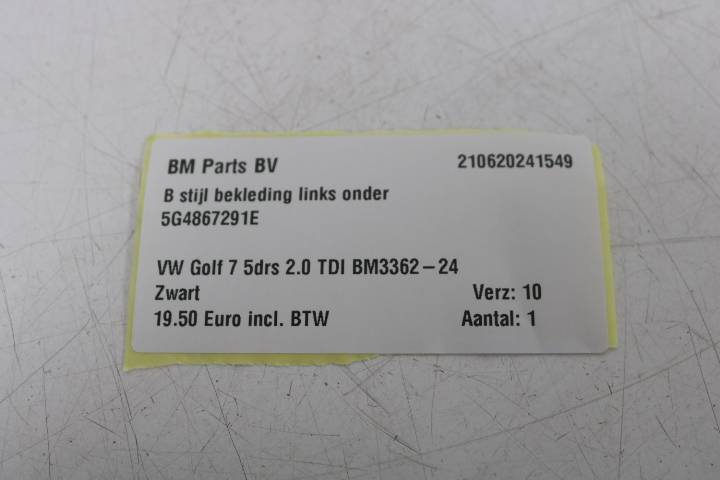 BM Parts BV 210620241549
B stijl bekleding links onder
5G4867291E
VW Golf 7 5drs 2.0 TDI BM3362-24
Zwart Verz: 10
19.50 Euro incl. BTW Aantal: 1